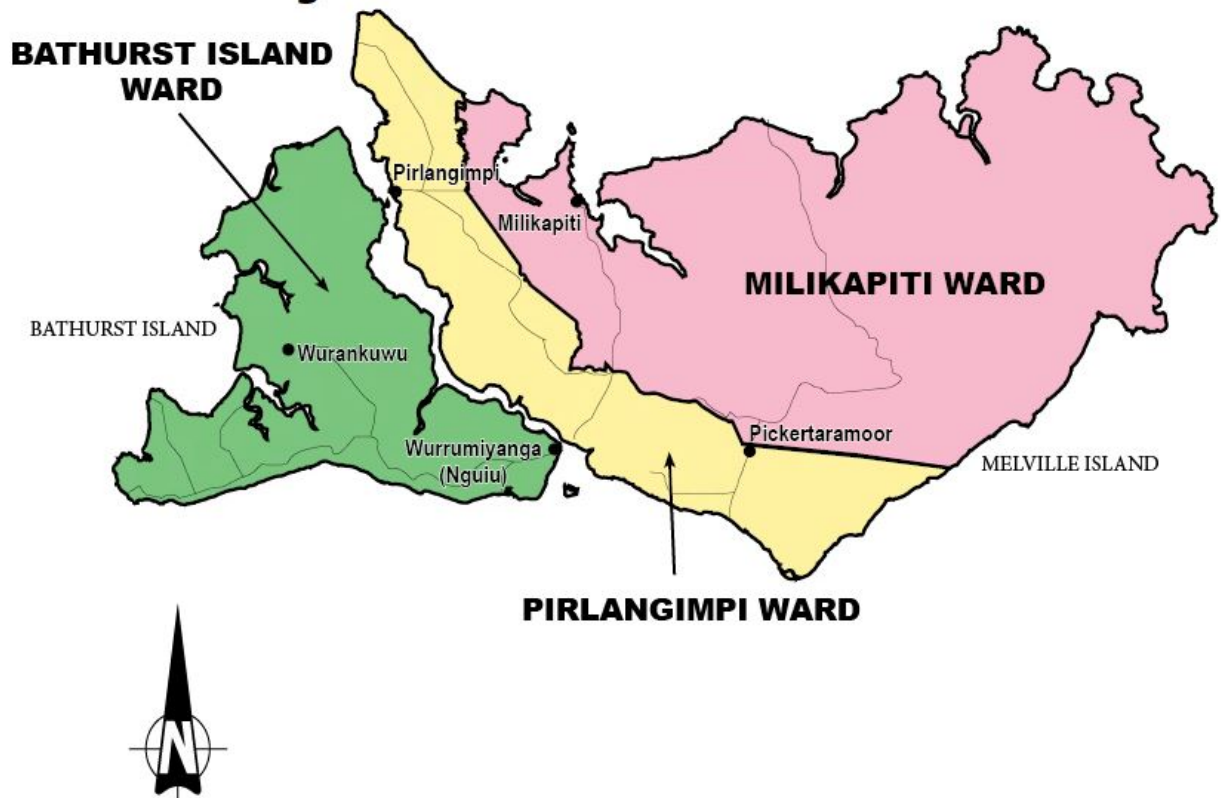 BATHURST ISLAND
WARD
Pirlangimpi
Milikapiti
MILIKAPITI WARD
BATHURST ISLAND
Wurankuwu
Wurrumiyanga
(Nguiu)
Pickertaramoor
MELVILLE ISLAND
PIRLANGIMPI WARD
N